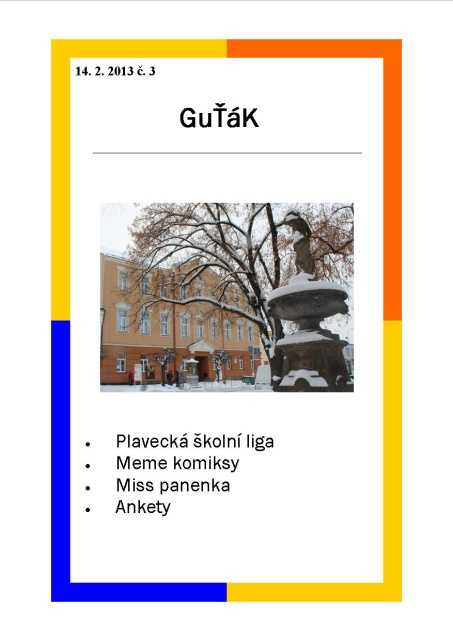 14. 2. 2013 č. 3
GuŤáK
• Plavecká školní liga
• Meme komiksy
• Miss panenka
• Ankety